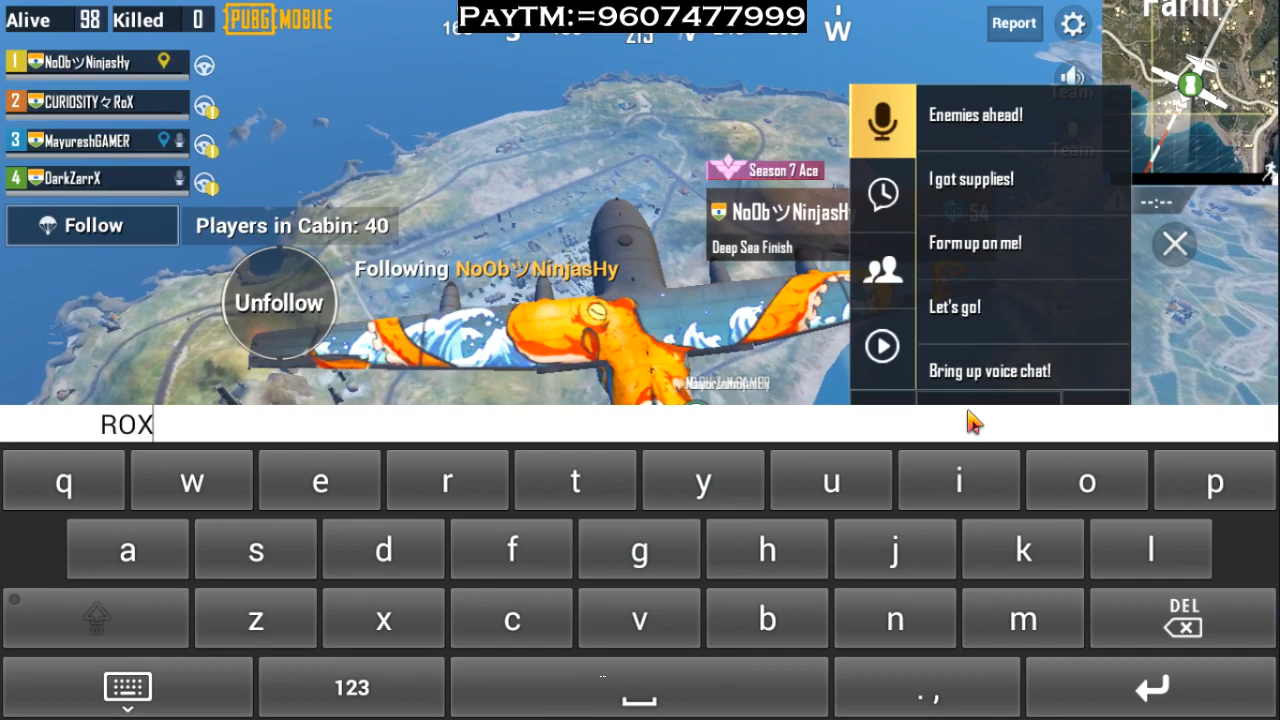 Alive 98 Killed 0 PUBG MOBILE
PAYTM:=9607477999
S W
Report
Farm
1 NoObツNinjasHy
2 CURIOSITY々RoX
3 MayureshGAMER
4 DarkZarrX
Follow
Players in Cabin: 40
Unfollow
Following NoObツNinjasHy
Season 7 Ace
NoObツNinjasH
Deep Sea Finish
Team
Team
54
--:--
Enemies ahead!
I got supplies!
Form up on me!
Let's go!
Bring up voice chat!
ROX
q w e r t y u i o p
a s d f g h j k l
z x c v b n m DEL
123 . ,